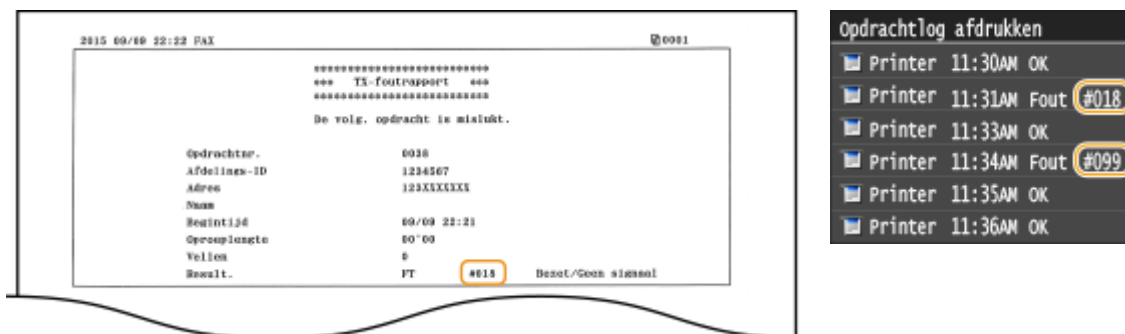 2015 09/09 22:22 FAX 0001
***************************
*** TX-foutrapport ***
***************************
De volg. opdracht is mislukt.
Opdrachtnr. 0038
Afdelings-ID 1234567
Adres 123XXXXXXX
Naam
Begintijd 09/09 22:21
Oproeplengte 00"00
Vellen 0
Result. FT #018 Bezet/Geen signaal
Opdrachtlog afdrukken
Printer 11:30AM OK
Printer 11:31AM Fout #018
Printer 11:33AM OK
Printer 11:34AM Fout #099
Printer 11:35AM OK
Printer 11:36AM OK